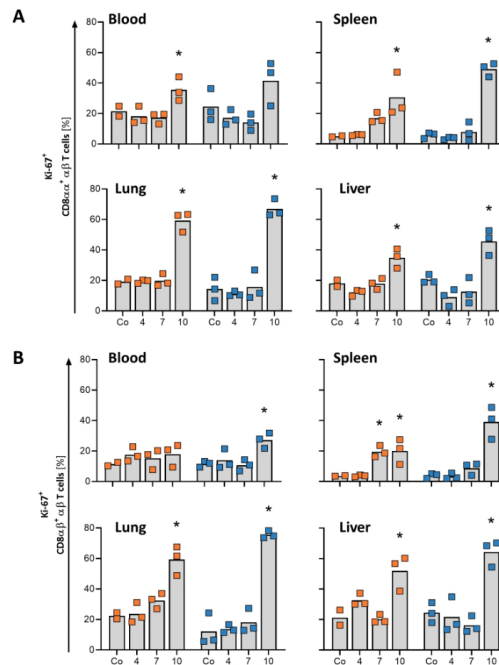 A
Blood
Spleen
80
60
40
20
0
*
*
*
Ki-67⁺
CD8αα⁺ αβ T cells [%]
Lung
Liver
80
60
40
20
0
*
*
*
*
Co 4 7 10 Co 4 7 10
Co 4 7 10 Co 4 7 10
B
Blood
Spleen
80
60
40
20
0
*
* *
*
Ki-67⁺
CD8αβ⁺ αβ T cells [%]
Lung
Liver
80
60
40
20
0
*
*
*
*
Co 4 7 10 Co 4 7 10
Co 4 7 10 Co 4 7 10